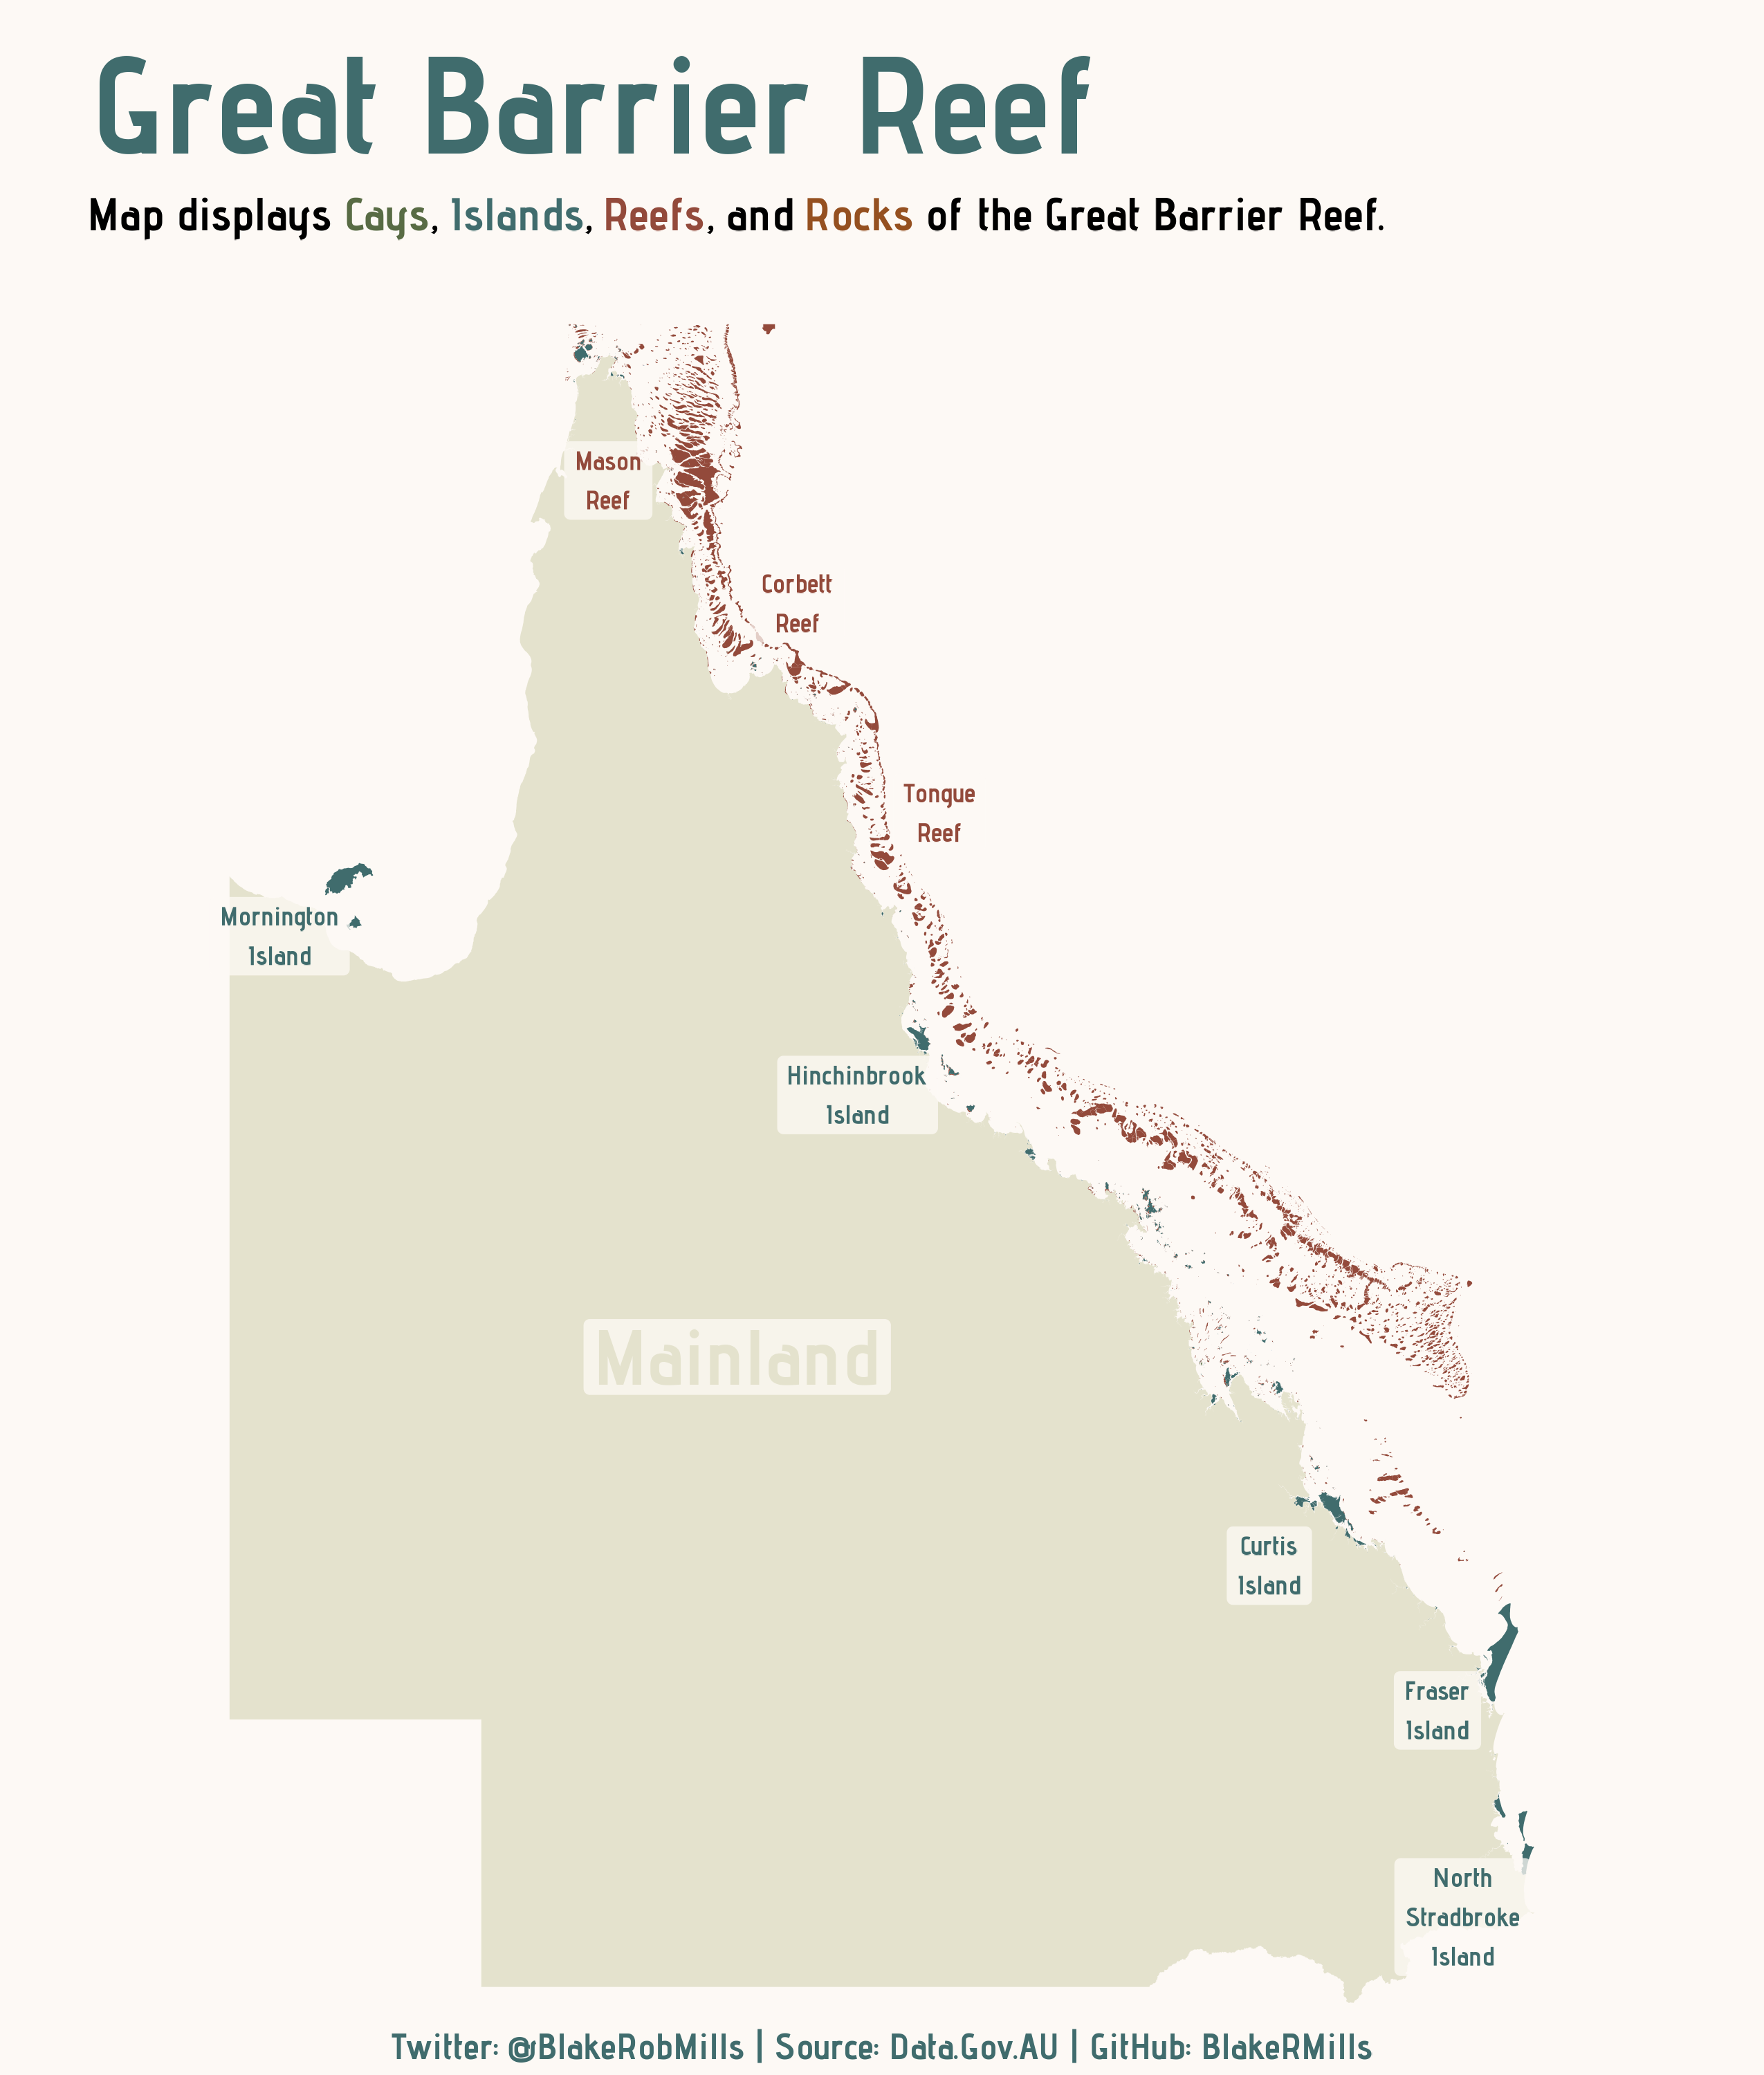 Great Barrier Reef
Map displays Cays, Islands, Reefs, and Rocks of the Great Barrier Reef.
Mason
Reef
Corbett
Reef
Tongue
Reef
Mornington
Island
Hinchinbrook
Island
Mainland
Curtis
Island
Fraser
Island
North
Stradbroke
Island
Twitter: @BlakeRobMills | Source: Data.Gov.AU | GitHub: BlakeRMills